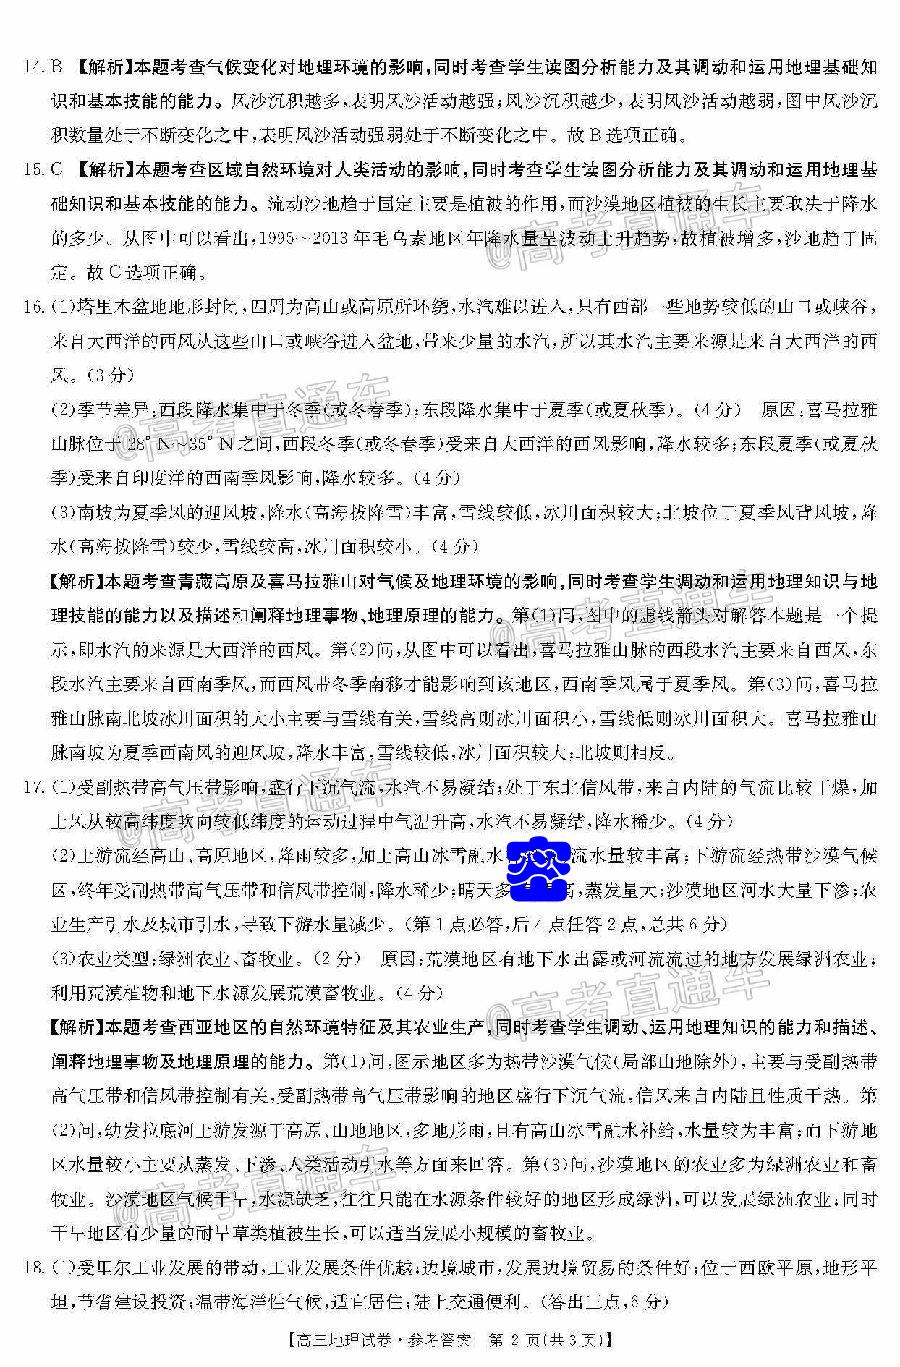 14. B 【解析】本题考查气候变化对地理环境的影响,同时考查学生读图分析能力及其调动和运用地理基础知
识和基本技能的能力。风沙沉积越多,表明风沙活动越强;风沙沉积越少,表明风沙活动越弱;图中风沙沉
积数量处于不断变化之中,表明风沙活动强弱处于不断变化之中。故 B 选项正确。
15. C 【解析】本题考查区域自然环境对人类活动的影响,同时考查学生读图分析能力及其调动和运用地理基
础知识和基本技能的能力。流动沙地趋于固定主要是植被的作用,而沙漠地区植被的生长主要取决于降水
的多少。从图中可以看出,1995~2013年毛乌素地区年降水量呈波动上升趋势,故植被增多,沙地趋于固
定。故 C 选项正确。
16. (1)塔里木盆地地形封闭,四周为高山或高原所环绕,水汽难以进入,只有西部一些地势较低的山口或峡谷,
来自大西洋的西风从这些山口或峡谷进入盆地,带来少量的水汽,所以其水汽主要来源是来自大西洋的西
风。(3分)
(2)季节差异:西段降水集中于冬季(或冬春季);东段降水集中于夏季(或夏秋季)。(4分) 原因:喜马拉雅
山脉位于28°N~35°N之间,西段冬季(或冬春季)受来自大西洋的西风影响,降水较多;东段夏季(或夏秋
季)受来自印度洋的西南季风影响,降水较多。(4分)
(3)南坡为夏季风的迎风坡,降水(高海拔降雪)丰富,雪线较低,冰川面积较大;北坡位于夏季风背风坡,降
水(高海拔降雪)较少,雪线较高,冰川面积较小。(4分)
【解析】本题考查青藏高原及喜马拉雅山对气候及地理环境的影响,同时考查学生调动和运用地理知识与地
理技能的能力以及描述和阐释地理事物、地理原理的能力。第(1)问,图中的虚线箭头对解答本题是一个提
示,即水汽的来源是大西洋的西风。第(2)问,从图中可以看出,喜马拉雅山脉的西段水汽主要来自西风,东
段水汽主要来自西南季风,而西风带冬季南移才能影响到该地区,西南季风属于夏季风。第(3)问,喜马拉
雅山脉南北坡冰川面积的大小主要与雪线有关,雪线高则冰川面积小,雪线低则冰川面积大。喜马拉雅山
脉南坡为夏季西南风的迎风坡,降水丰富,雪线较低,冰川面积较大;北坡则相反。
17. (1)受副热带高气压带影响,盛行下沉气流,水汽不易凝结;处于东北信风带,来自内陆的气流比较干燥,加
上风从较高纬度吹向较低纬度的运动过程中气温升高,水汽不易凝结,降水稀少。(4分)
(2)上游流经高山、高原地区,降雨较多,加上高山冰雪融水 流水量较丰富;下游流经热带沙漠气候
区,终年受副热带高气压带和信风带控制,降水稀少;晴天多 高,蒸发量大;沙漠地区河水大量下渗;农
业生产引水及城市引水,导致下游水量减少。(第1点必答,后4点任答2点,总共6分)
(3)农业类型:绿洲农业、畜牧业。(2分) 原因:荒漠地区有地下水出露或河流流过的地方发展绿洲农业;
利用荒漠植物和地下水源发展荒漠畜牧业。(4分)
【解析】本题考查西亚地区的自然环境特征及其农业生产,同时考查学生调动、运用地理知识的能力和描述、
阐释地理事物及地理原理的能力。第(1)问,图示地区多为热带沙漠气候(局部山地除外),主要与受副热带
高气压带和信风带控制有关,受副热带高气压带影响的地区盛行下沉气流,信风来自内陆且性质干热。第
(2)问,幼发拉底河上游发源于高原、山地地区,多地形雨,且有高山冰雪融水补给,水量较为丰富;而下游地
区水量较小主要从蒸发、下渗、人类活动引水等方面来回答。第(3)问,沙漠地区的农业多为绿洲农业和畜
牧业。沙漠地区气候干旱,水源缺乏,往往只能在水源条件较好的地区形成绿洲,可以发展绿洲农业;同时
干旱地区有少量的耐旱草类植被生长,可以适当发展小规模的畜牧业。
18. (1)受鲁尔工业发展的带动,工业发展条件优越;边境城市,发展边境贸易的条件好;位于西欧平原,地形平
坦,节省建设投资;温带海洋性气候,适宜居住;陆上交通便利。(答出三点,6分)
【高三地理试卷·参考答案 第2页(共3页)】
@高考直通车
@高考直通车
@高考直通车
@高考直通车
@高考直通车
@高考直通车